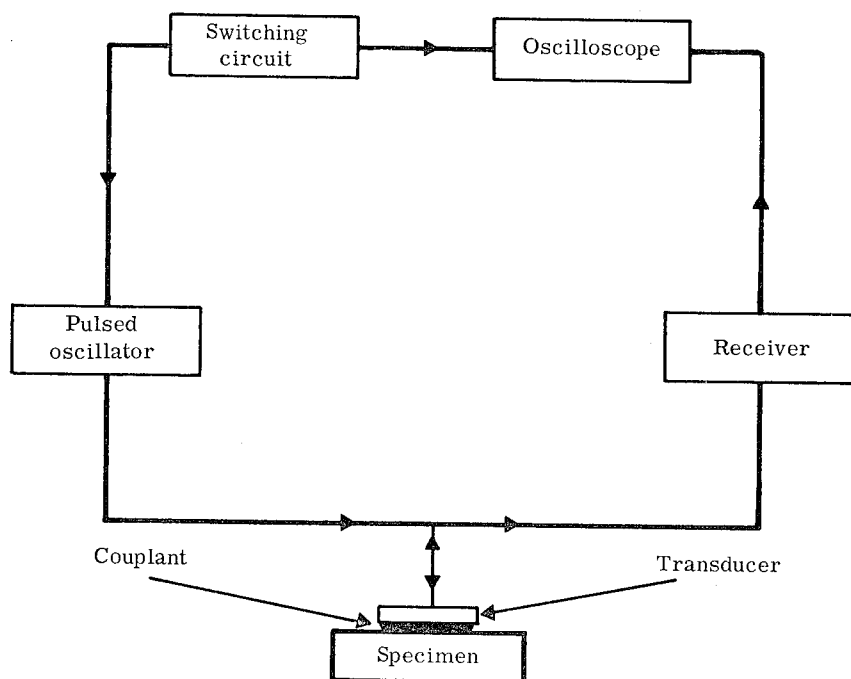 Switching
circuit
Oscilloscope
Pulsed
oscillator
Receiver
Couplant
Transducer
Specimen